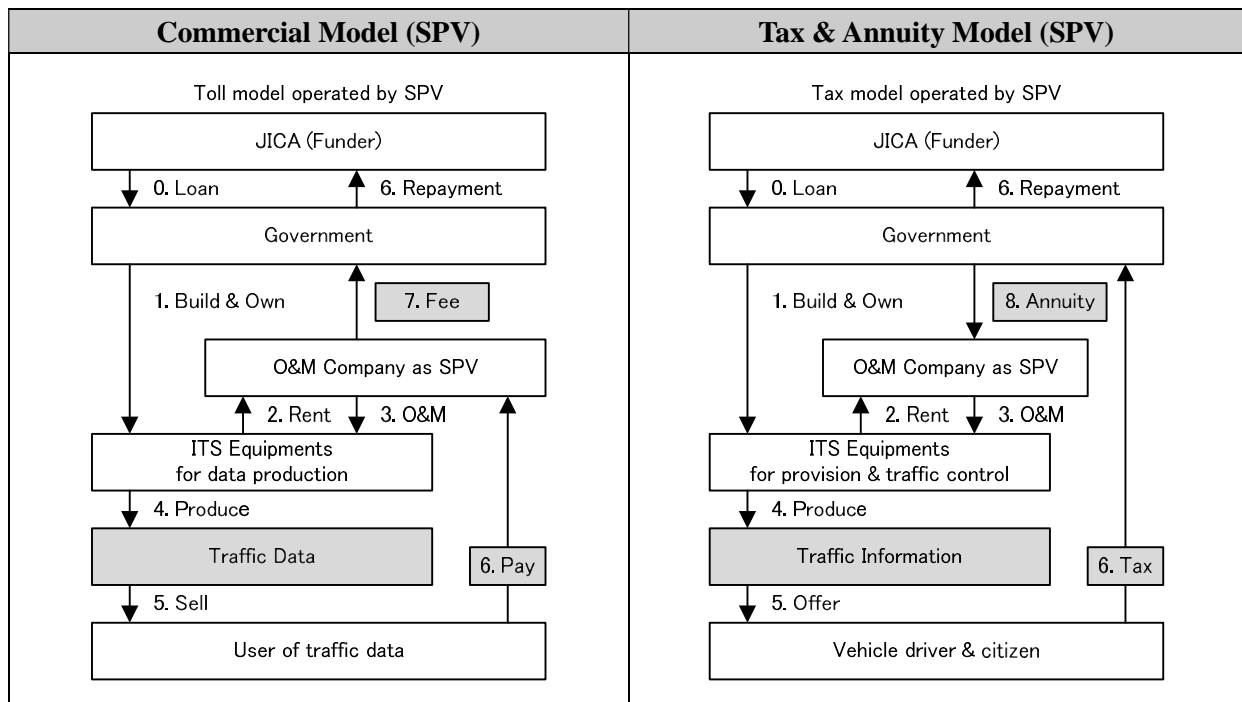 Commercial Model (SPV)
Toll model operated by SPV
JICA (Funder)
0. Loan
6. Repayment
Government
1. Build & Own
7. Fee
O&M Company as SPV
2. Rent
3. O&M
ITS Equipments
for data production
4. Produce
Traffic Data
6. Pay
5. Sell
User of traffic data
Tax & Annuity Model (SPV)
Tax model operated by SPV
JICA (Funder)
0. Loan
6. Repayment
Government
1. Build & Own
8. Annuity
O&M Company as SPV
2. Rent
3. O&M
ITS Equipments
for provision & traffic control
4. Produce
Traffic Information
6. Tax
5. Offer
Vehicle driver & citizen